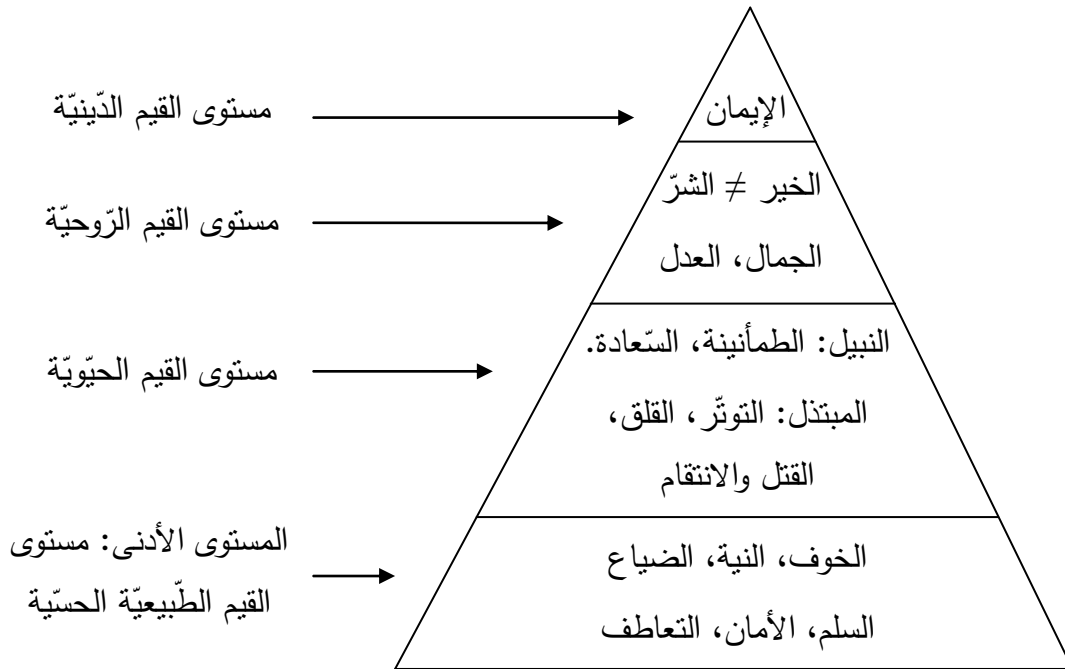 الإيمان
مستوى القيم الدّينيّة
الخير ≠ الشرّ
الجمال، العدل
مستوى القيم الرّوحيّة
النبيل: الطمأنينة، السّعادة.
المبتذل: التوتّر، القلق،
القتل والانتقام
مستوى القيم الحيّويّة
الخوف، النية، الضياع
السلم، الأمان، التعاطف
المستوى الأدنى: مستوى
القيم الطّبيعيّة الحسّية